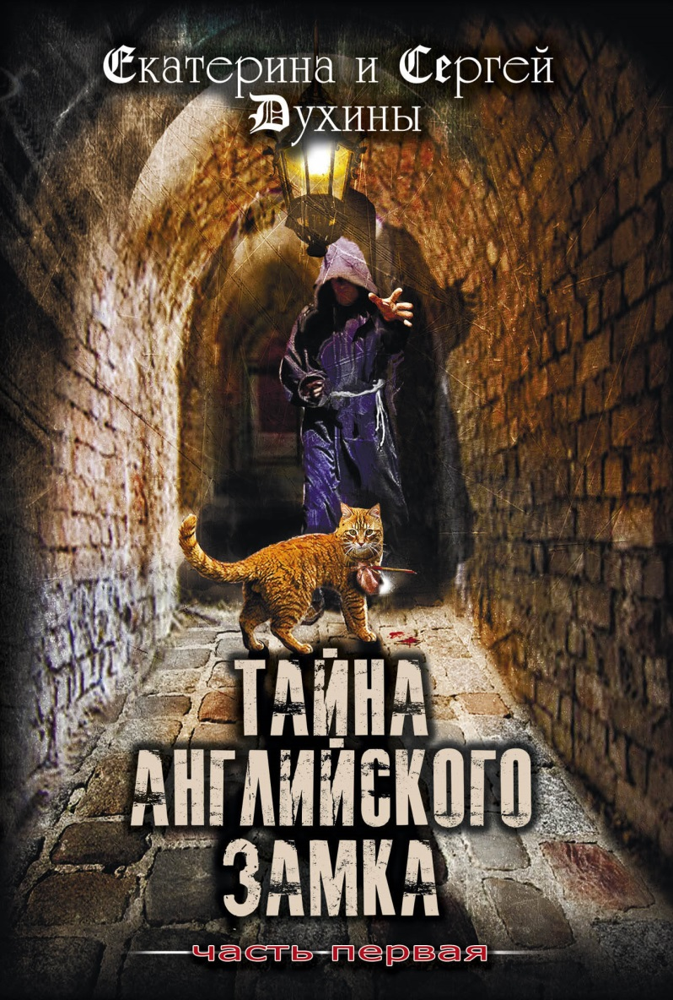 Екатерина и Сергей
Духины
ТАЙНА
АНГЛИЙСКОГО
ЗАМКА
часть первая